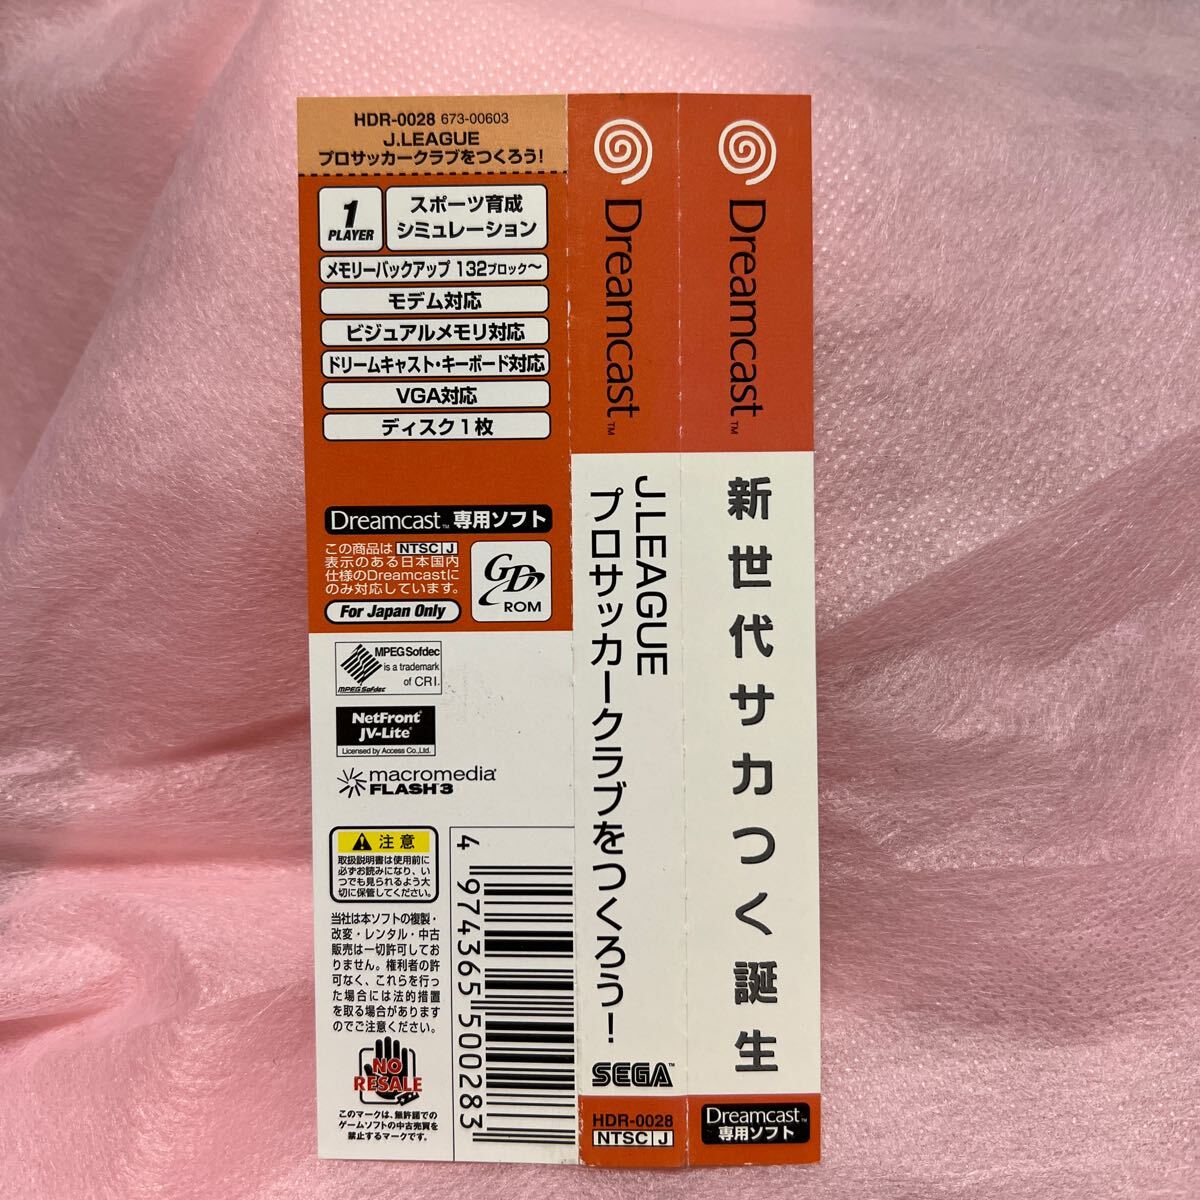 HDR-0028 673-00603
J.LEAGUE
プロサッカークラブをつくろう!
1
PLAYER
スポーツ育成
シミュレーション
メモリーバックアップ 132ブロック〜
モデム対応
ビジュアルメモリ対応
ドリームキャスト・キーボード対応
VGA対応
ディスク1枚
Dreamcast™ 専用ソフト
この商品は NTSC J
表示のある日本国内
仕様のDreamcastに
のみ対応しています。
For Japan Only
GD
ROM
MPEG Sofdec
is a trademark
of CRI.
MPEG Sofdec
NetFront®
JV-Lite®
Licensed by Access Co.,Ltd.
macromedia®
FLASH 3
注意
取扱説明書は使用前に
必ずお読みになり、い
つでも見られるよう大
切に保管してください。
当社は本ソフトの複製・
改変・レンタル・中古
販売は一切許可してお
りません。権利者の許
可なく、これらを行っ
た場合には法的措置
を取る場合があります
のでご注意ください。
NO
RESALE
このマークは、無許諾での
ゲームソフトの中古売買を
禁止するマークです。
4 974365 500283
Dreamcast™
J.LEAGUE
プロサッカークラブをつくろう!
SEGA™
HDR-0028
NTSC J
Dreamcast™
新世代サカつく誕生
Dreamcast™
専用ソフト